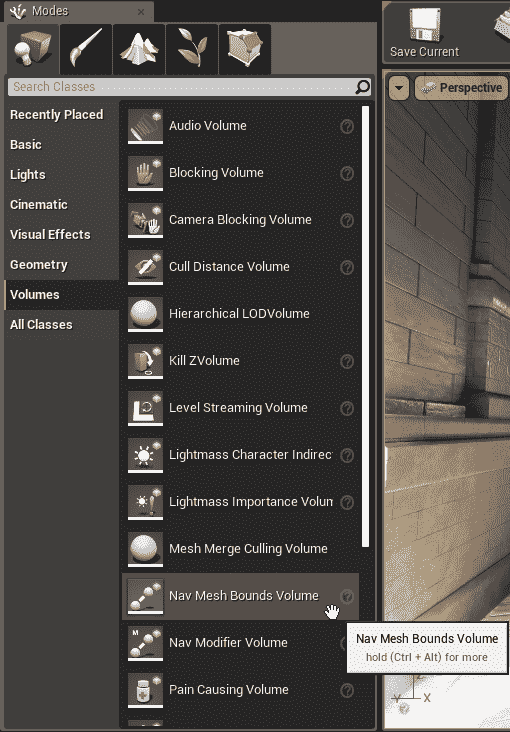 Modes
Save Current
Search Classes
Perspective
Recently Placed
Basic
Lights
Cinematic
Visual Effects
Geometry
Volumes
All Classes
Audio Volume
Blocking Volume
Camera Blocking Volume
Cull Distance Volume
Hierarchical LODVolume
Kill ZVolume
Level Streaming Volume
Lightmass Character Indirec
Lightmass Importance Volum
Mesh Merge Culling Volume
Nav Mesh Bounds Volume
M
Nav Modifier Volume
Pain Causing Volume
Nav Mesh Bounds Volume
hold (Ctrl + Alt) for more
Y X